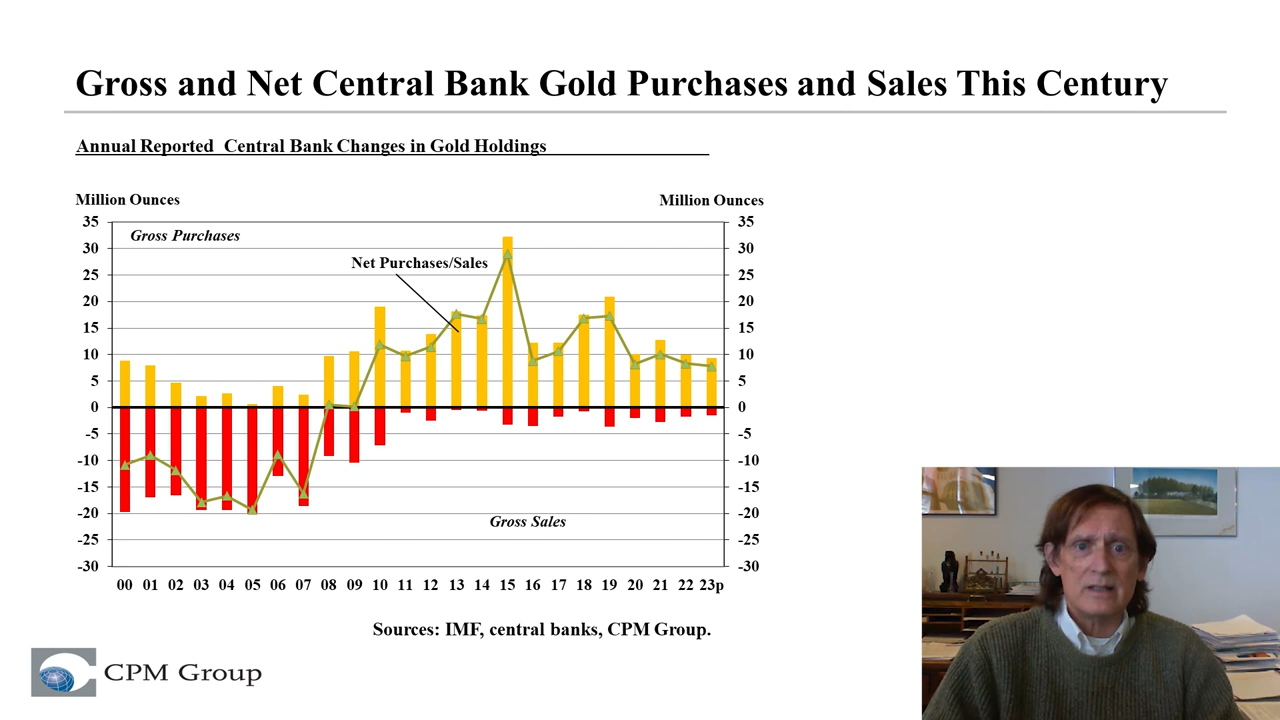 Gross and Net Central Bank Gold Purchases and Sales This Century
Annual Reported Central Bank Changes in Gold Holdings
Million Ounces Million Ounces
35 35
Gross Purchases
30 30
Net Purchases/Sales
25 25
20 20
15 15
10 10
5 5
0 0
-5 -5
-10 -10
-15 -15
-20 -20
Gross Sales
-25 -25
-30 -30
00 01 02 03 04 05 06 07 08 09 10 11 12 13 14 15 16 17 18 19 20 21 22 23p
Sources: IMF, central banks, CPM Group.
CPM Group